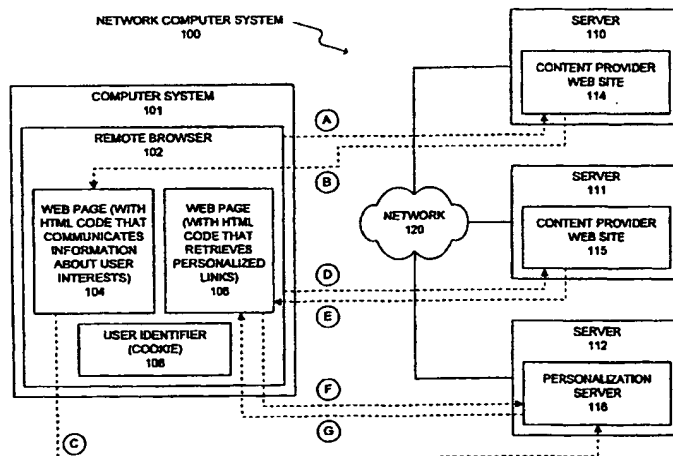 NETWORK COMPUTER SYSTEM
100
SERVER
110
CONTENT PROVIDER
WEB SITE
114
COMPUTER SYSTEM
101
REMOTE BROWSER
102
A
B
WEB PAGE (WITH
HTML CODE THAT
COMMUNICATES
INFORMATION
ABOUT USER
INTERESTS)
104
WEB PAGE
(WITH HTML
CODE THAT
RETRIEVES
PERSONALIZED
LINKS)
106
NETWORK
120
SERVER
111
CONTENT PROVIDER
WEB SITE
115
D
E
USER IDENTIFIER
(COOKIE)
108
SERVER
112
PERSONALIZATION
SERVER
116
F
G
C